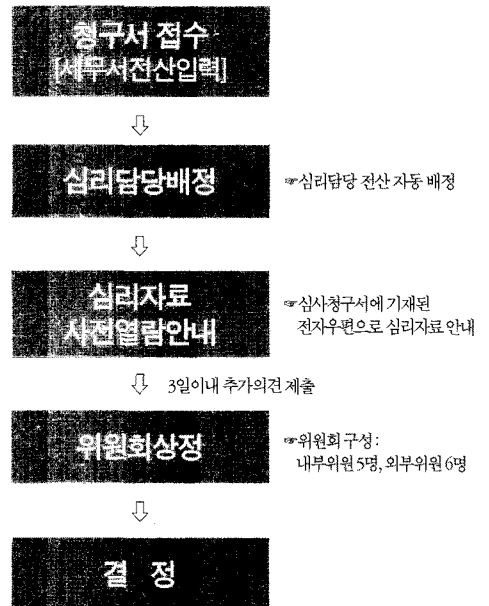 청구서 접수
[세무서전산입력]
⇩
심리담당배정
☞심리담당 전산 자동 배정
⇩
심리자료
사전열람안내
☞심사청구서에 기재된
전자우편으로 심리자료 안내
⇩ 3일이내 추가의견 제출
위원회상정
☞위원회 구성 :
내부위원 5명, 외부위원 6명
⇩
결 정